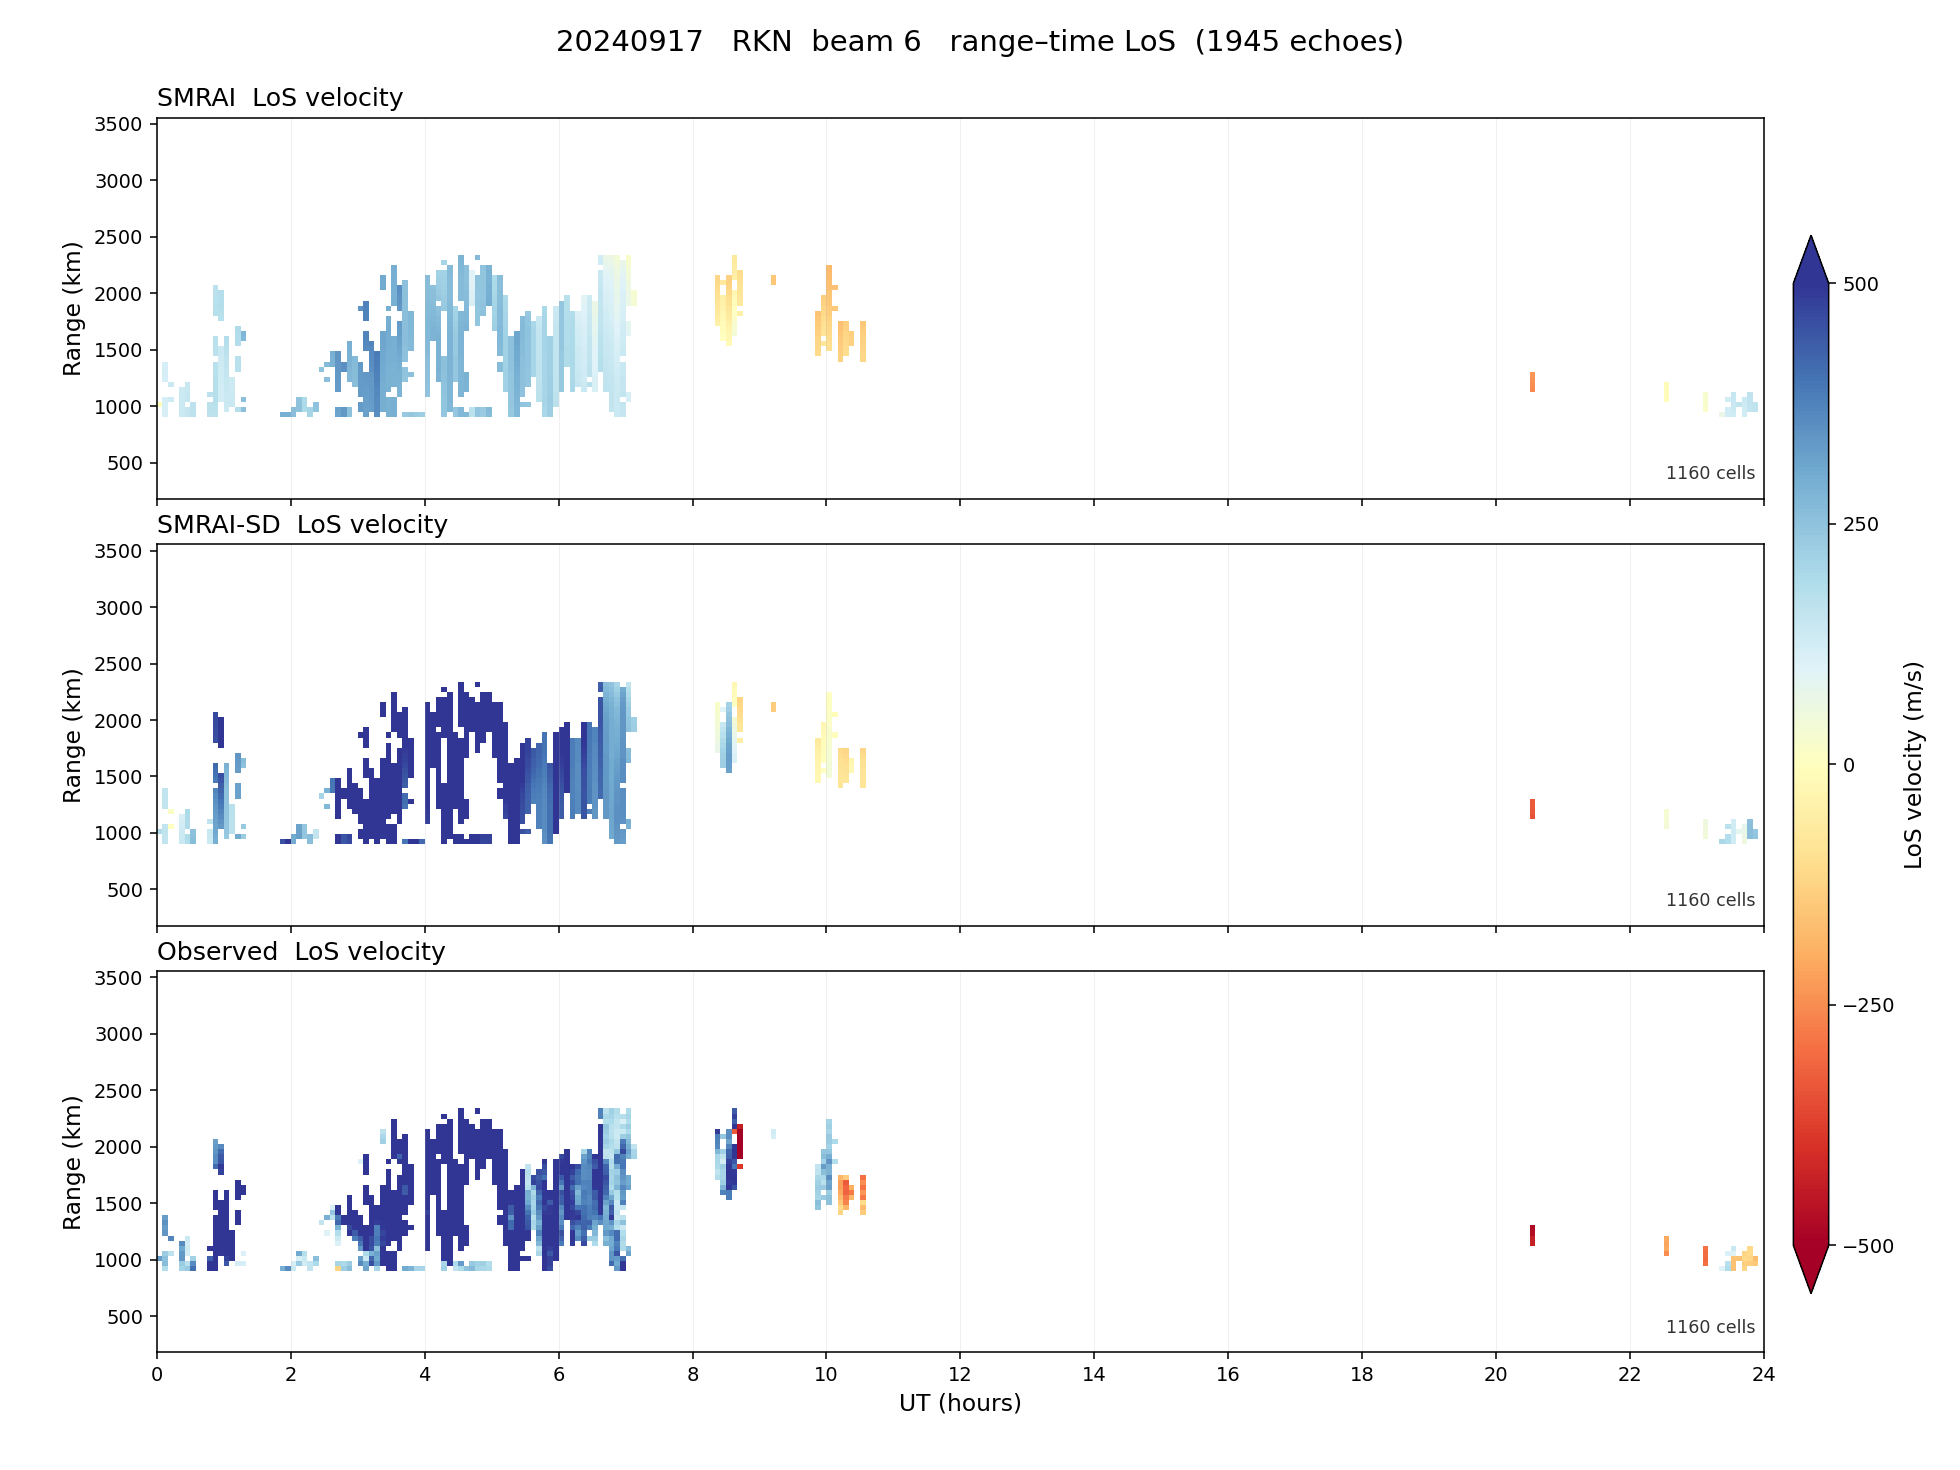 20240917   RKN  beam 6   range–time LoS  (1945 echoes)
SMRAI  LoS velocity
3500
3000
2500
2000
1500
1000
500
Range (km)
1160 cells
SMRAI-SD  LoS velocity
3500
3000
2500
2000
1500
1000
500
Range (km)
1160 cells
Observed  LoS velocity
3500
3000
2500
2000
1500
1000
500
Range (km)
1160 cells
0 2 4 6 8 10 12 14 16 18 20 22 24
UT (hours)
500
250
0
−250
−500
LoS velocity (m/s)